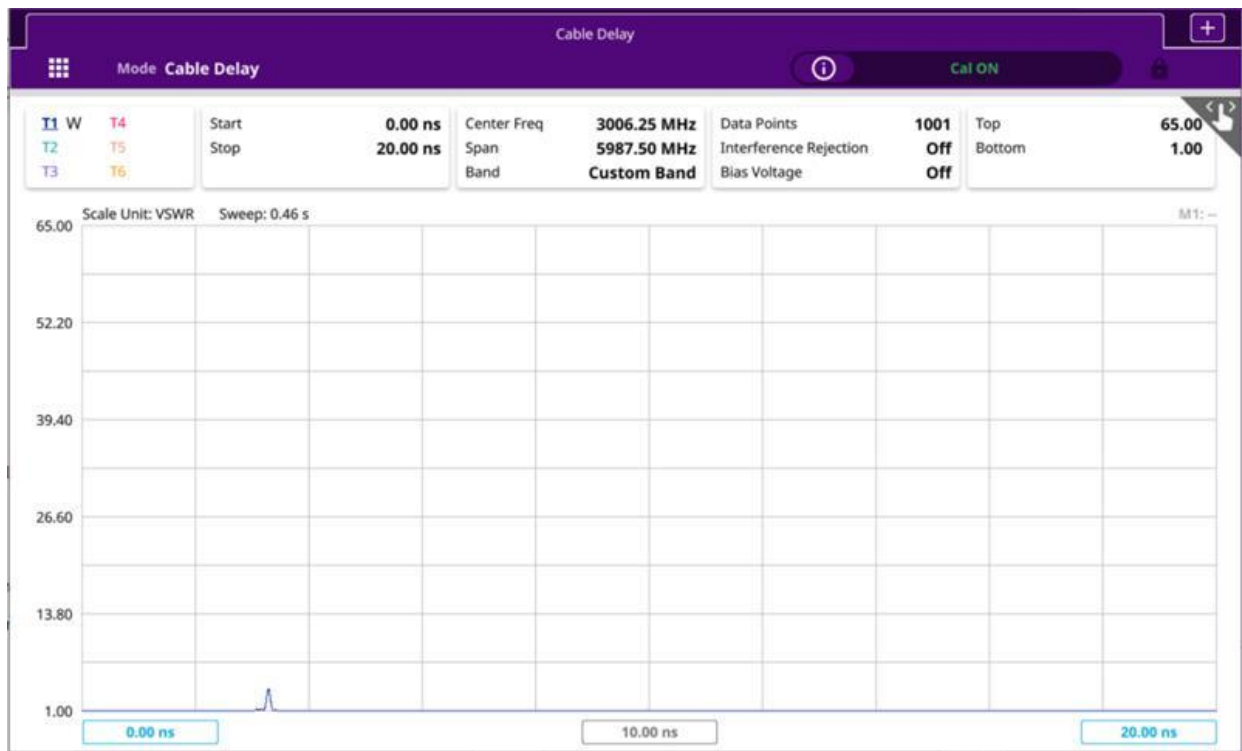 Cable Delay
+
Mode Cable Delay
Cal ON
T1 W T4
T2 T5
T3 T6
Start 0.00 ns
Stop 20.00 ns
Center Freq 3006.25 MHz
Span 5987.50 MHz
Band Custom Band
Data Points 1001
Interference Rejection Off
Bias Voltage Off
Top 65.00
Bottom 1.00
Scale Unit: VSWR Sweep: 0.46 s M1: --
65.00
52.20
39.40
26.60
13.80
1.00
0.00 ns 10.00 ns 20.00 ns